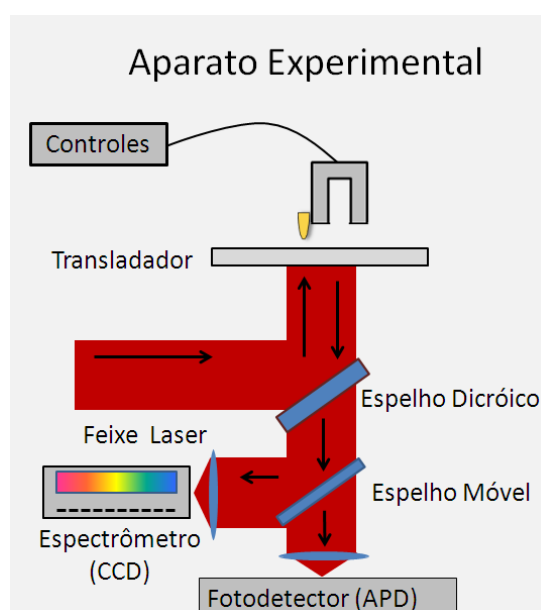 Aparato Experimental
Controles
Transladador
Espelho Dicróico
Feixe Laser
Espelho Móvel
Espectrômetro
(CCD)
Fotodetector (APD)